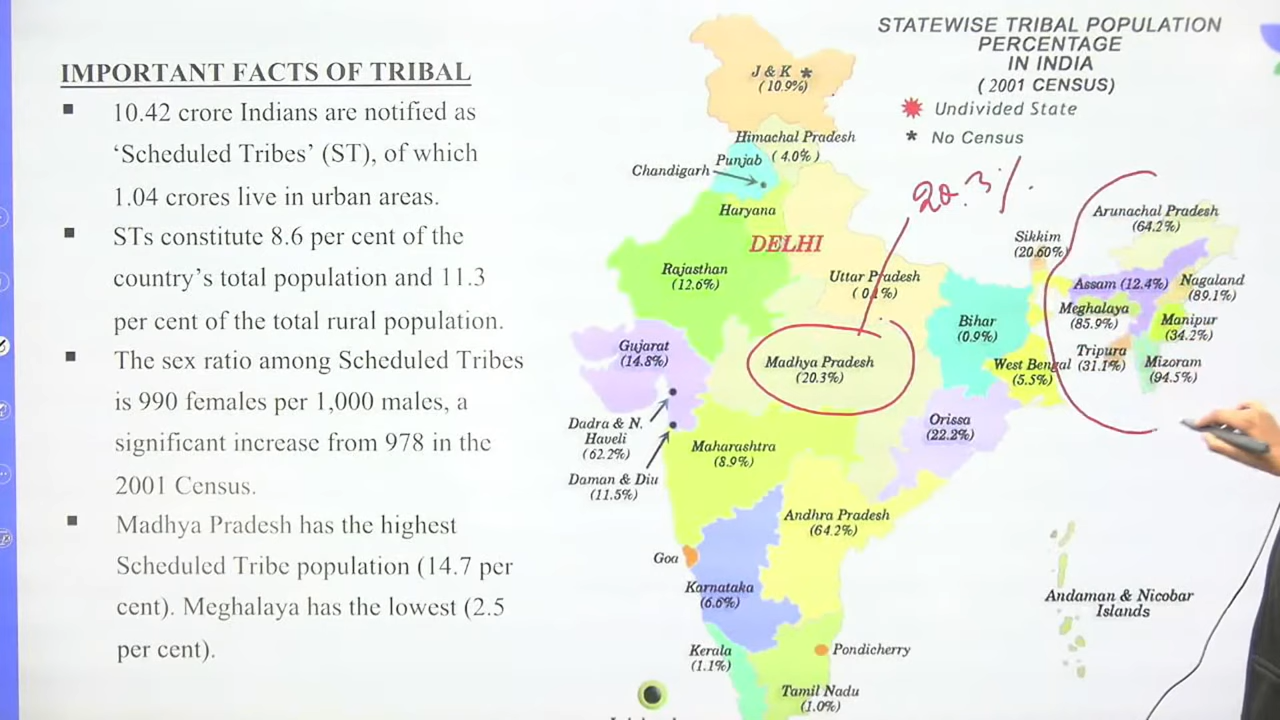 IMPORTANT FACTS OF TRIBAL
▪ 10.42 crore Indians are notified as
‘Scheduled Tribes’ (ST), of which
1.04 crores live in urban areas.
▪ STs constitute 8.6 per cent of the
country’s total population and 11.3
per cent of the total rural population.
▪ The sex ratio among Scheduled Tribes
is 990 females per 1,000 males, a
significant increase from 978 in the
2001 Census.
▪ Madhya Pradesh has the highest
Scheduled Tribe population (14.7 per
cent). Meghalaya has the lowest (2.5
per cent).
STATEWISE TRIBAL POPULATION
PERCENTAGE
IN INDIA
( 2001 CENSUS)
Undivided State
* No Census
20.3%.
J & K *
(10.9%)
Himachal Pradesh
( 4.0% )
Punjab
Chandigarh
Haryana
DELHI
Rajasthan
(12.6%)
Uttar Pradesh
( 0.1%)
Sikkim
(20.60%)
Arunachal Pradesh
(64.2%)
Assam (12.4%)
Nagaland
(89.1%)
Meghalaya
(85.9%)
Manipur
(34.2%)
Tripura
(31.1%)
Mizoram
(94.5%)
Bihar
(0.9%)
West Bengal
(5.5%)
Gujarat
(14.8%)
Madhya Pradesh
(20.3%)
Dadra & N.
Haveli
(62.2%)
Daman & Diu
(11.5%)
Maharashtra
(8.9%)
Orissa
(22.2%)
Andhra Pradesh
(64.2%)
Goa
Karnataka
(6.6%)
Andaman & Nicobar
Islands
Kerala
(1.1%)
Pondicherry
Tamil Nadu
(1.0%)